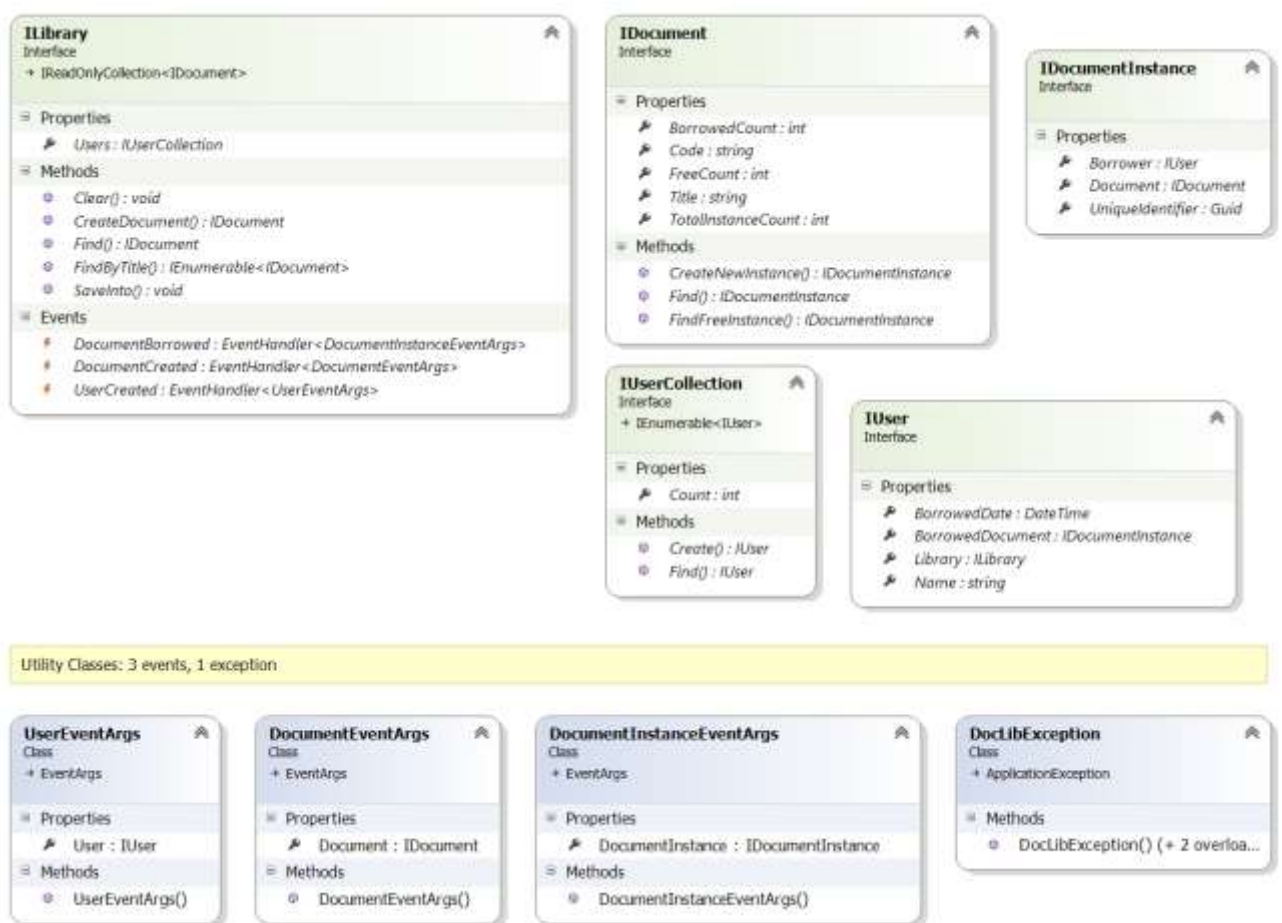 ILibrary
Interface
→ IReadOnlyCollection<IDocument>
Properties
Users : IUserCollection
Methods
Clear() : void
CreateDocument() : IDocument
Find() : IDocument
FindByTitle() : IEnumerable<IDocument>
SaveInto() : void
Events
DocumentBorrowed : EventHandler<DocumentInstanceEventArgs>
DocumentCreated : EventHandler<DocumentEventArgs>
UserCreated : EventHandler<UserEventArgs>
IDocument
Interface
Properties
BorrowedCount : int
Code : string
FreeCount : int
Title : string
TotalInstanceCount : int
Methods
CreateNewInstance() : IDocumentInstance
Find() : IDocumentInstance
FindFreeInstance() : IDocumentInstance
IDocumentInstance
Interface
Properties
Borrower : IUser
Document : IDocument
UniqueIdentifier : Guid
IUserCollection
Interface
→ IEnumerable<IUser>
Properties
Count : int
Methods
Create() : IUser
Find() : IUser
IUser
Interface
Properties
BorrowedDate : DateTime
BorrowedDocument : IDocumentInstance
Library : ILibrary
Name : string
Utility Classes: 3 events, 1 exception
UserEventArgs
Class
→ EventArgs
Properties
User : IUser
Methods
UserEventArgs()
DocumentEventArgs
Class
→ EventArgs
Properties
Document : IDocument
Methods
DocumentEventArgs()
DocumentInstanceEventArgs
Class
→ EventArgs
Properties
DocumentInstance : IDocumentInstance
Methods
DocumentInstanceEventArgs()
DocLibException
Class
→ ApplicationException
Methods
DocLibException() (+ 2 overloa...